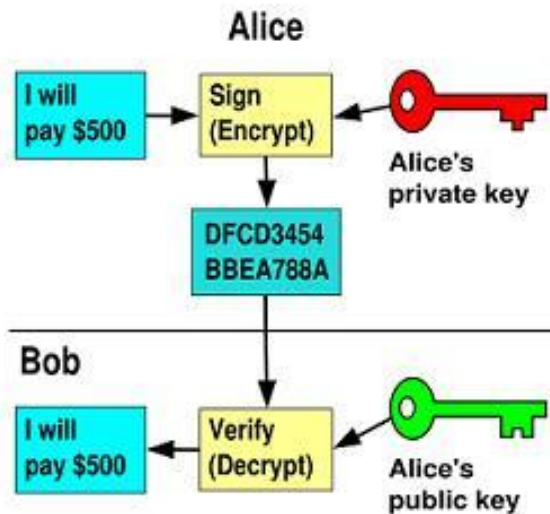 Alice
I will
pay $500
Sign
(Encrypt)
Alice's
private key
DFCD3454
BBEA788A
Bob
I will
pay $500
Verify
(Decrypt)
Alice's
public key